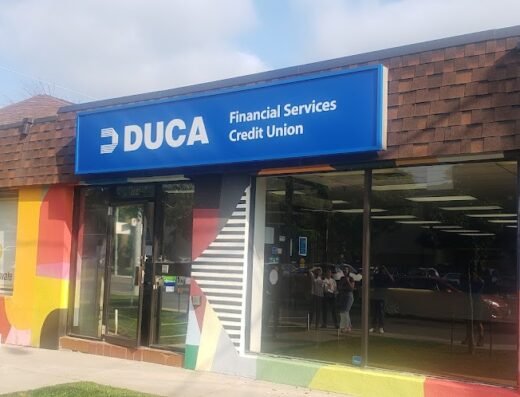 DUCA
Financial Services
Credit Union